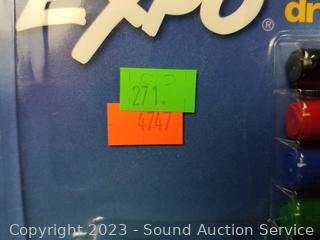 EXPO®
dr
271.
4747
Copyright 2023 - Sound Auction Service